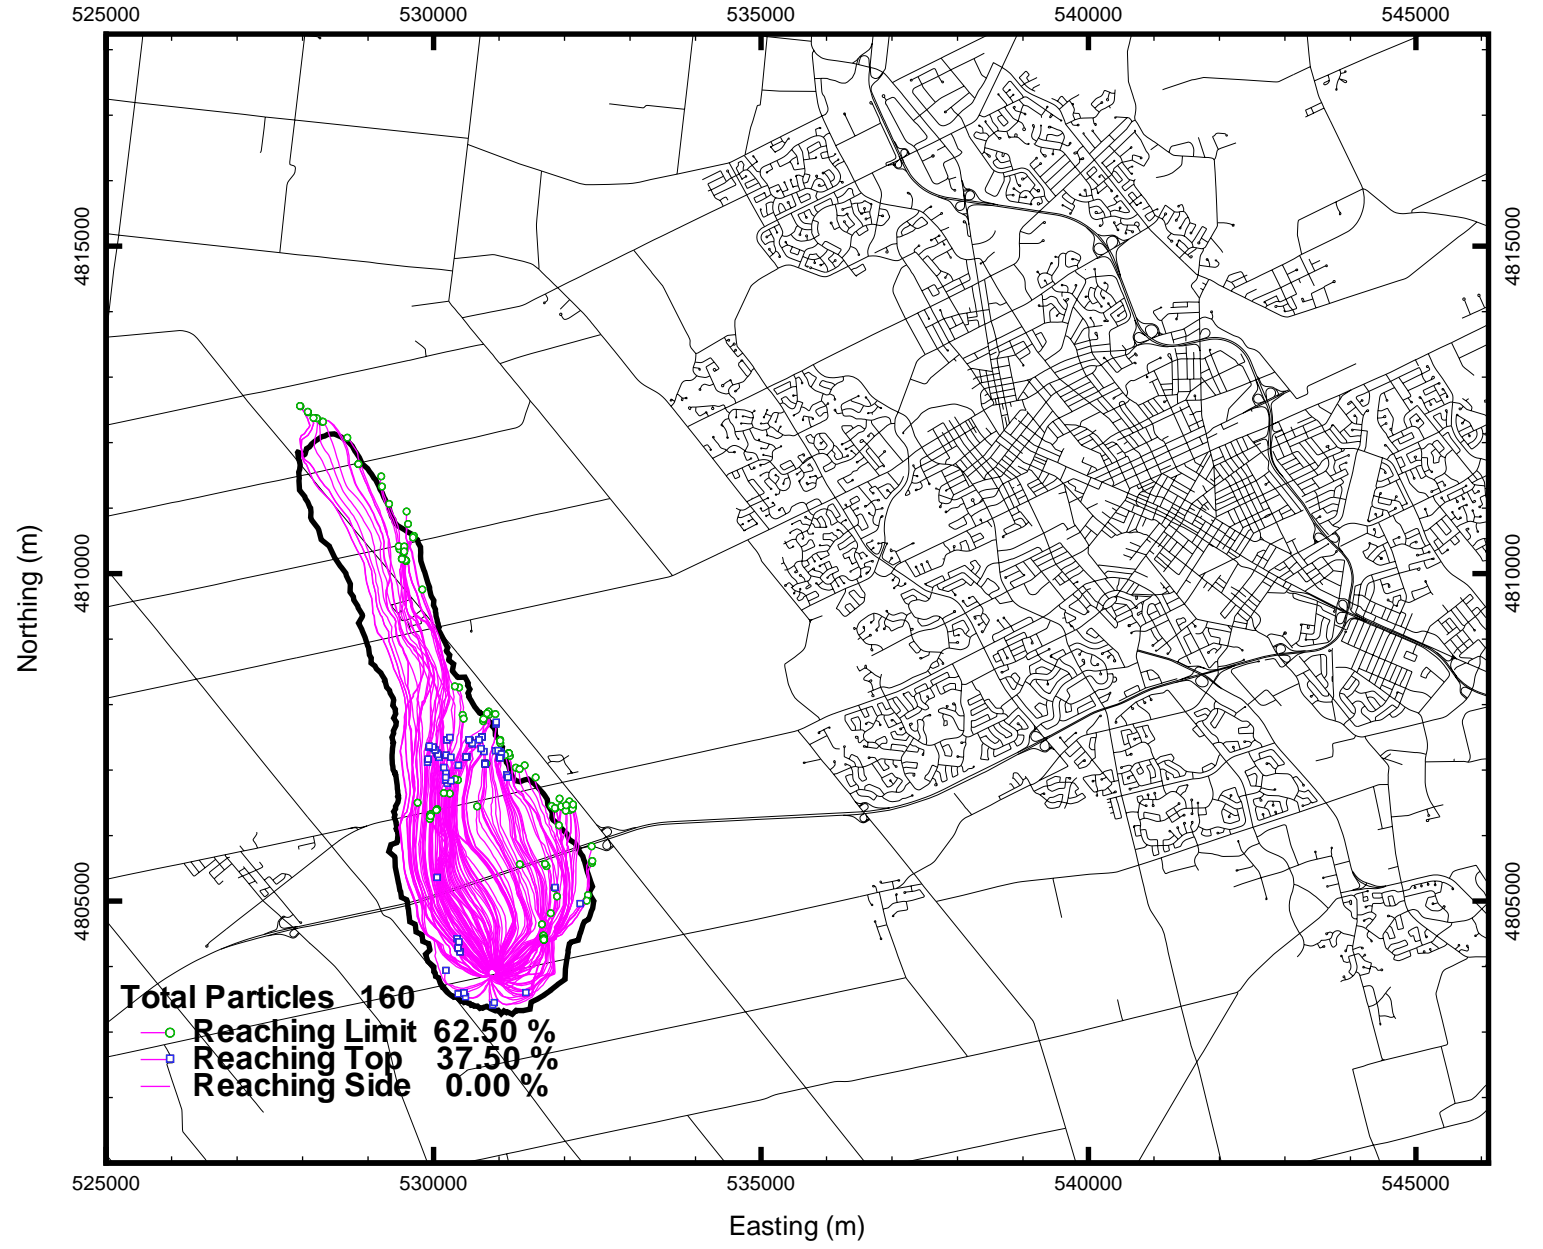 525000 530000 535000 540000 545000
4815000 4815000
4810000 4810000
4805000 4805000
Northing (m)
Total Particles 160
Reaching Limit 62.50 %
Reaching Top 37.50 %
Reaching Side 0.00 %
525000 530000 535000 540000 545000
Easting (m)